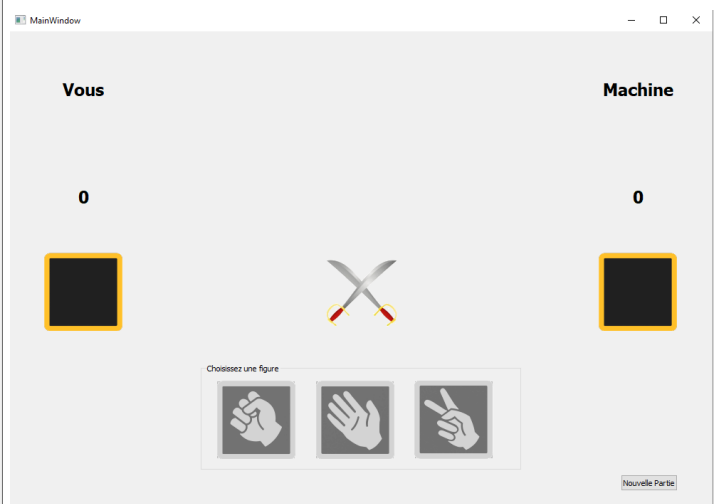 MainWindow
Vous
Machine
0
0
Choisissez une figure
Nouvelle Partie